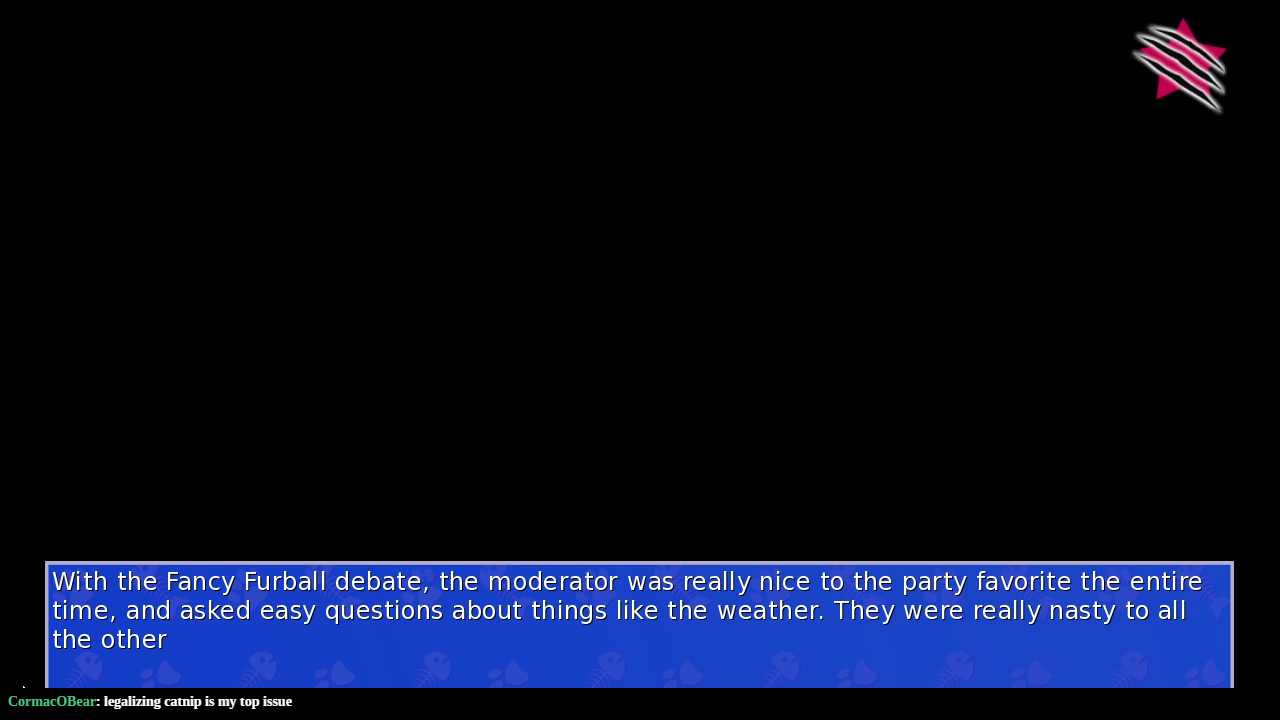 With the Fancy Furball debate, the moderator was really nice to the party favorite the entire
time, and asked easy questions about things like the weather. They were really nasty to all
the other
CormacOBear: legalizing catnip is my top issue